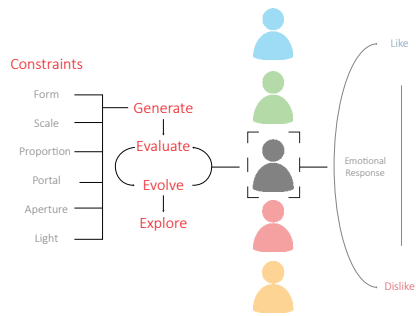 Constraints
Form
Scale
Proportion
Portal
Aperture
Light
Generate
Evaluate
Evolve
Explore
Like
Emotional
Response
Dislike